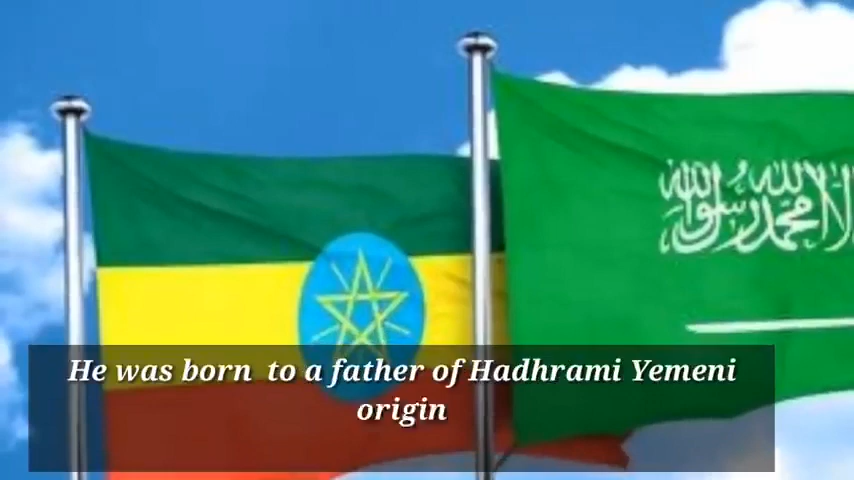 محمد رسول الله
He was born to a father of Hadhrami Yemeni
origin